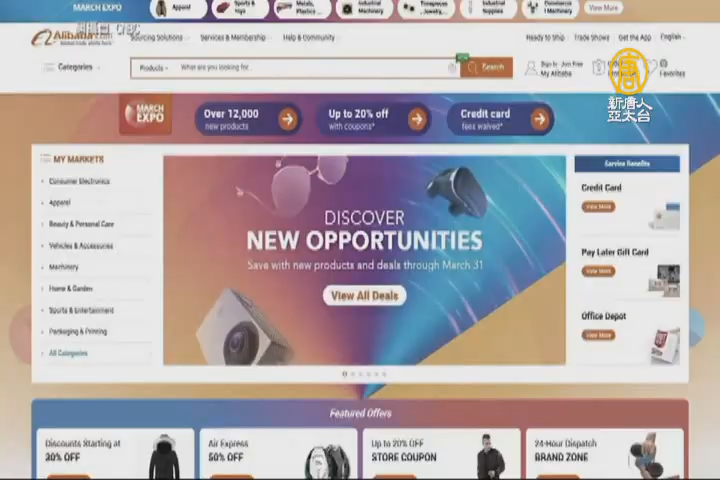 MARCH EXPO
Apparel
Sports &
Metals,
Plastics
Industrial
Machinery
Timepieces
Industrial
Supplies
View More
Alibaba.com
Sourcing Solutions
Services & Membership
Help & Community
Ready to Ship
Trade Shows
Get the App
English
Categories
Products
What are you looking for...
Search
Sign In Join Free
My Alibaba
Favorites
新唐人
亞太台
MARCH
EXPO
Over 12,000
new products
Up to 20% off
with coupons*
Credit card
fees waived*
MY MARKETS
Consumer Electronics
Apparel
Beauty & Personal Care
Vehicles & Accessories
Machinery
Home & Garden
Sports & Entertainment
Packaging & Printing
All Categories
DISCOVER
NEW OPPORTUNITIES
Save with new products and deals through March 31
View All Deals
Service Benefits
Credit Card
View More
Pay Later Gift Card
View More
Office Depot
View More
Featured Offers
Discounts Starting at
30% OFF
Air Express
50% OFF
Up to 20% OFF
STORE COUPON
24-Hour Dispatch
BRAND ZONE